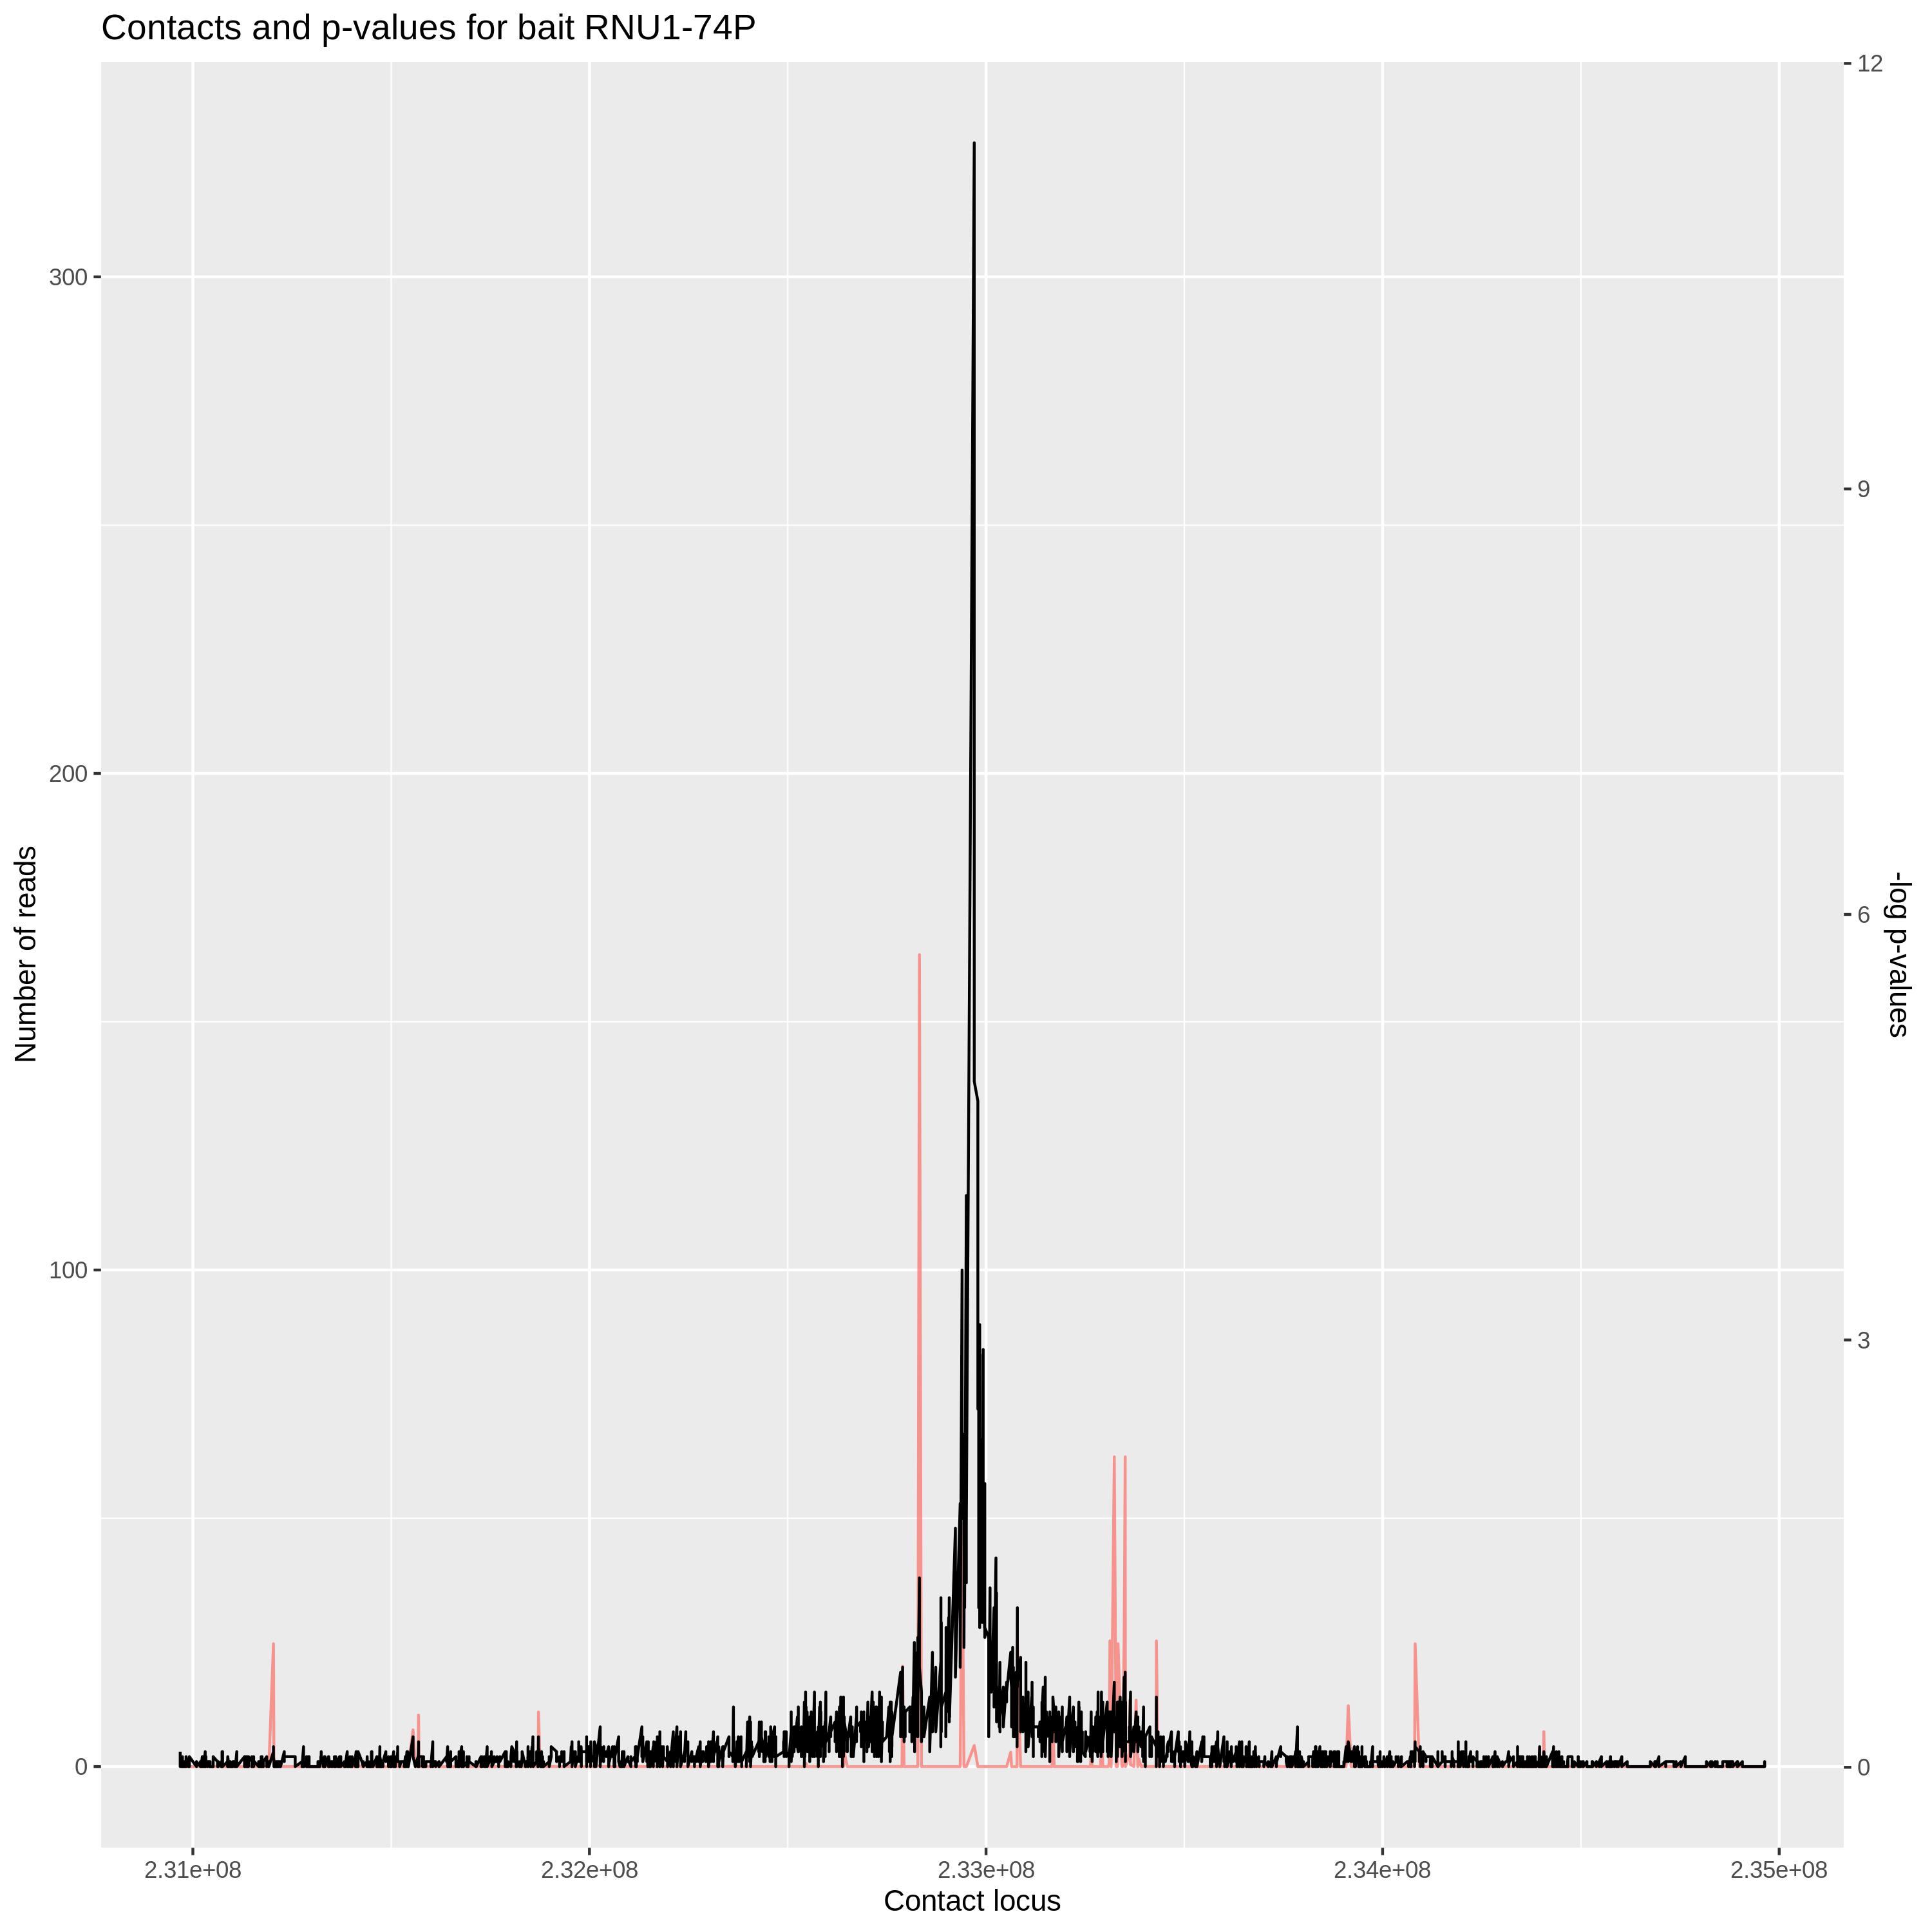 Contacts and p-values for bait RNU1-74P
12
300
9
200
6
Number of reads
-log p-values
100
3
0
0
2.31e+08
2.32e+08
2.33e+08
2.34e+08
2.35e+08
Contact locus